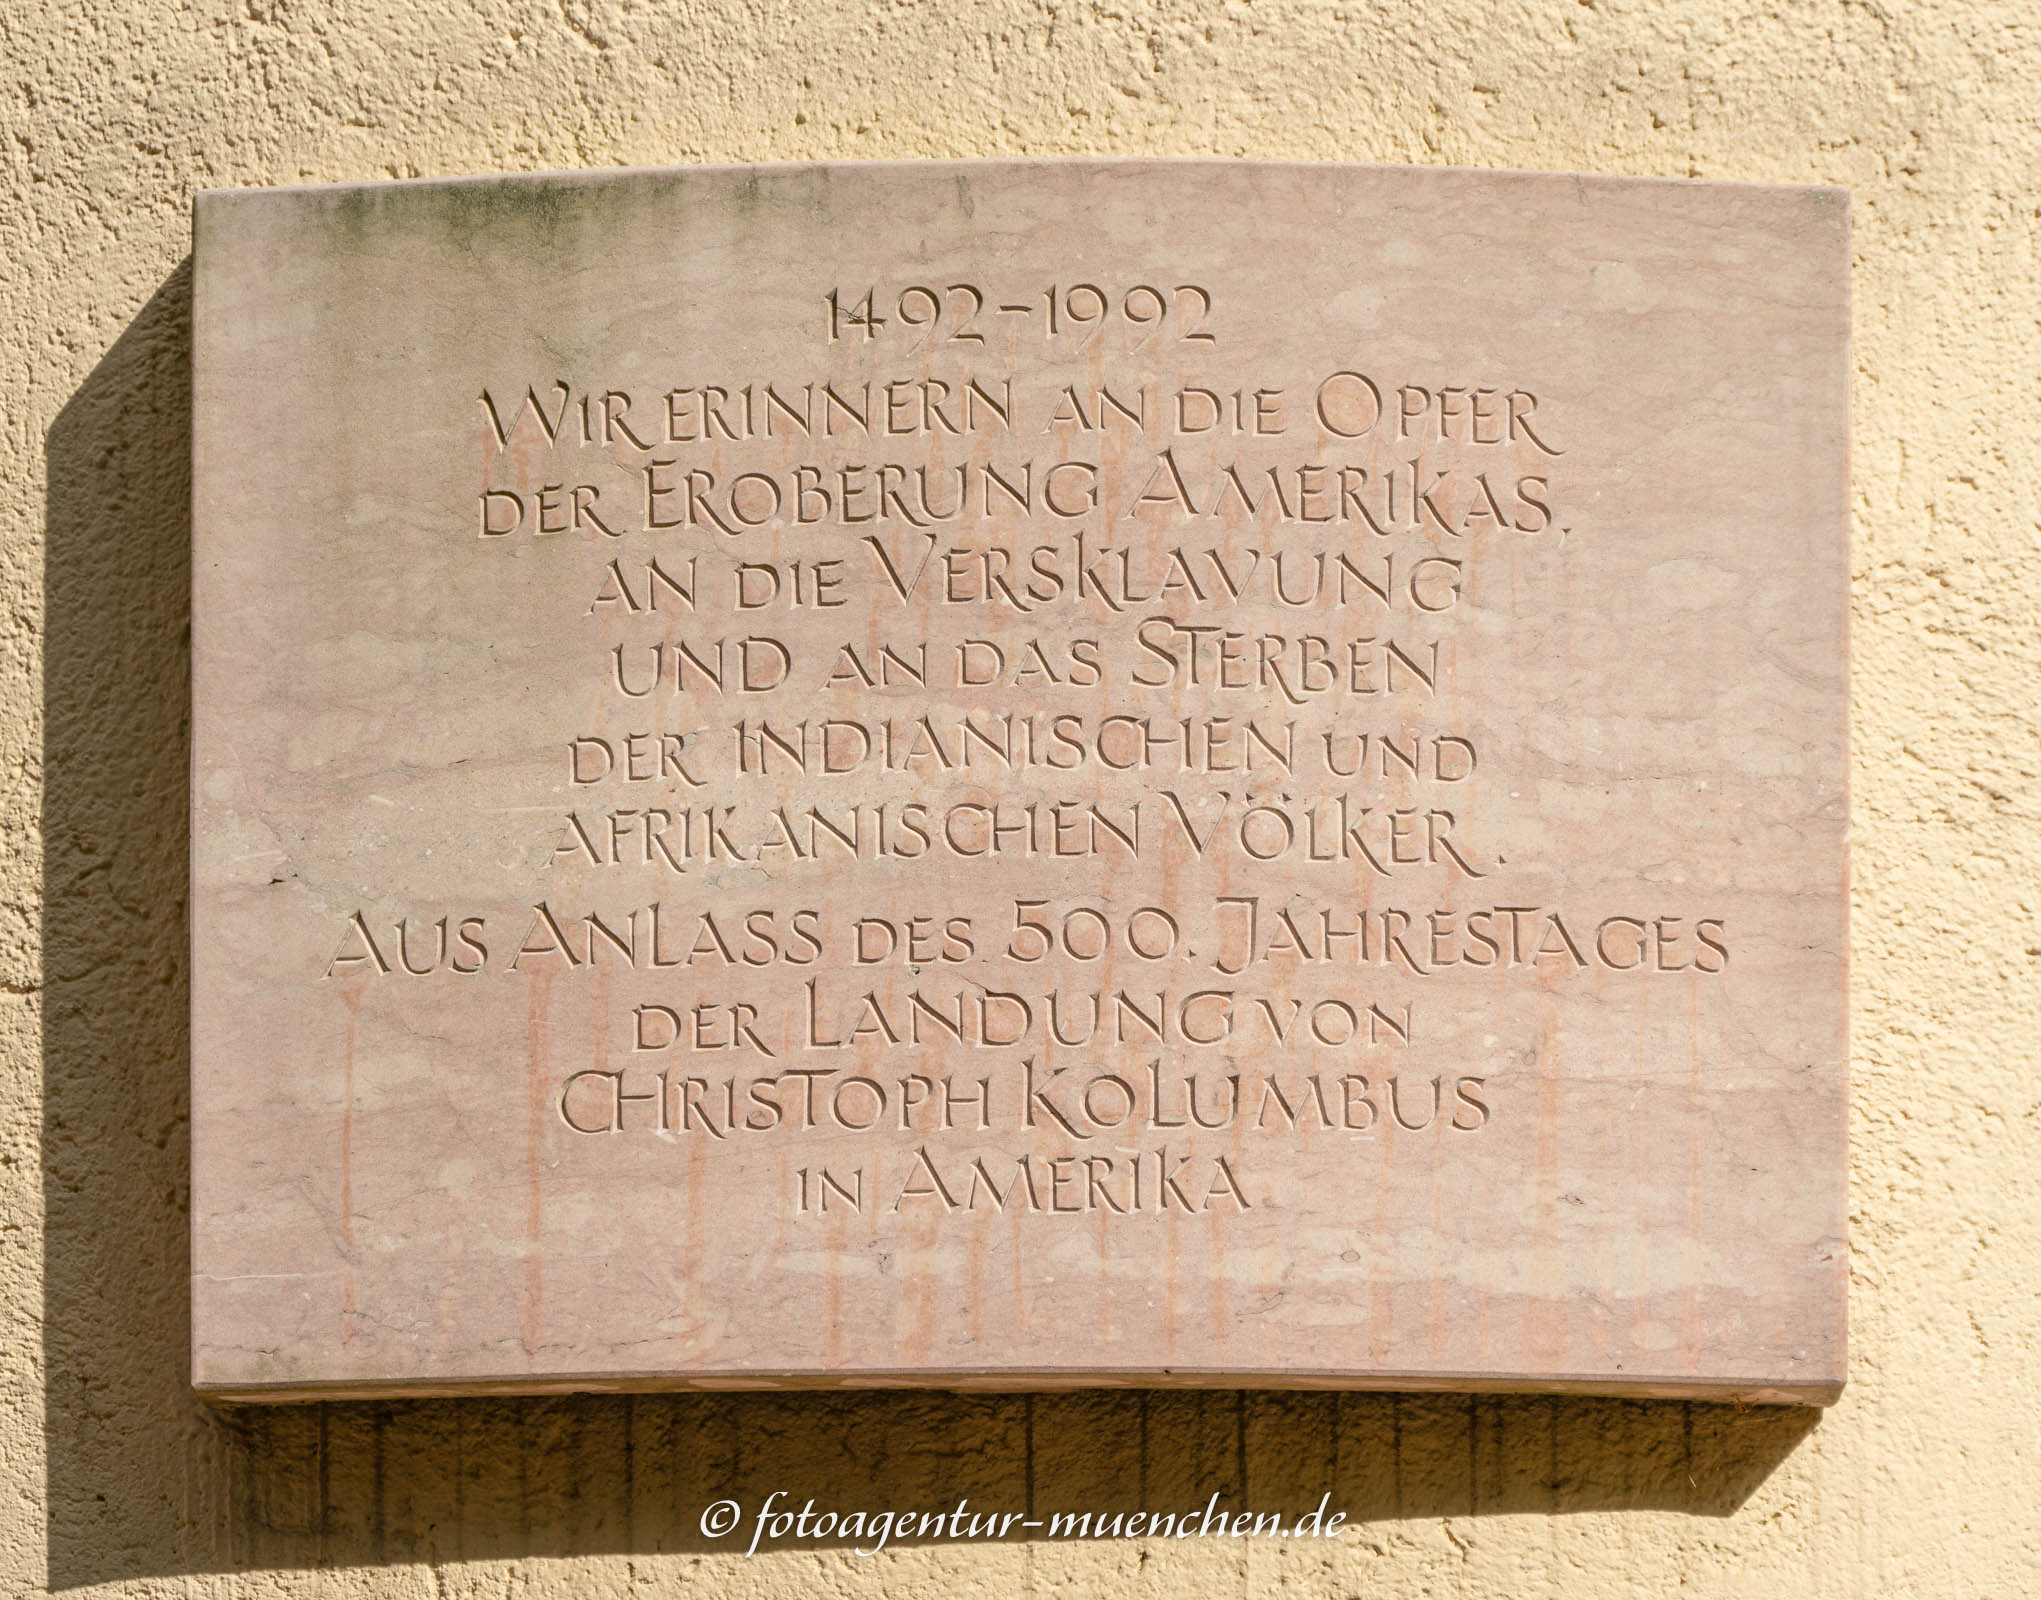 1492-1992
Wir erinnern an die Opfer
der Eroberung Amerikas,
an die Versklavung
und an das Sterben
der indianischen und
afrikanischen Völker.
Aus Anlass des 500. Jahrestages
der Landung von
Christoph Kolumbus
in Amerika
© fotoagentur-muenchen.de